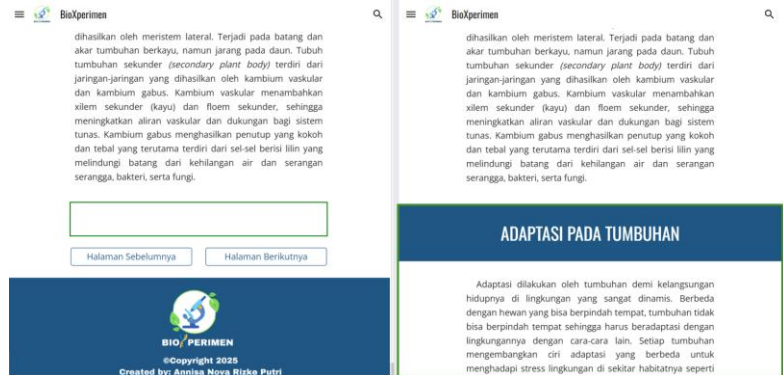 BioXperimen
dihasilkan oleh meristem lateral. Terjadi pada batang dan
akar tumbuhan berkayu, namun jarang pada daun. Tubuh
tumbuhan sekunder (secondary plant body) terdiri dari
jaringan-jaringan yang dihasilkan oleh kambium vaskular
dan kambium gabus. Kambium vaskular menambahkan
xilem sekunder (kayu) dan floem sekunder, sehingga
meningkatkan aliran vaskular dan dukungan bagi sistem
tunas. Kambium gabus menghasilkan penutup yang kokoh
dan tebal yang terutama terdiri dari sel-sel berisi lilin yang
melindungi batang dari kehilangan air dan serangan
serangga, bakteri, serta fungi.
Halaman Sebelumnya
Halaman Berikutnya
BIO PERIMEN
©Copyright 2025
Created by: Annisa Nova Rizke Putri
BioXperimen
dihasilkan oleh meristem lateral. Terjadi pada batang dan
akar tumbuhan berkayu, namun jarang pada daun. Tubuh
tumbuhan sekunder (secondary plant body) terdiri dari
jaringan-jaringan yang dihasilkan oleh kambium vaskular
dan kambium gabus. Kambium vaskular menambahkan
xilem sekunder (kayu) dan floem sekunder, sehingga
meningkatkan aliran vaskular dan dukungan bagi sistem
tunas. Kambium gabus menghasilkan penutup yang kokoh
dan tebal yang terutama terdiri dari sel-sel berisi lilin yang
melindungi batang dari kehilangan air dan serangan
serangga, bakteri, serta fungi.
ADAPTASI PADA TUMBUHAN
Adaptasi dilakukan oleh tumbuhan demi kelangsungan
hidupnya di lingkungan yang sangat dinamis. Berbeda
dengan hewan yang bisa berpindah tempat, tumbuhan tidak
bisa berpindah tempat sehingga harus beradaptasi dengan
lingkungannya dengan cara-cara lain. Setiap tumbuhan
mengembangkan ciri adaptasi yang berbeda untuk
menghadapi stress lingkungan di sekitar habitatnya seperti